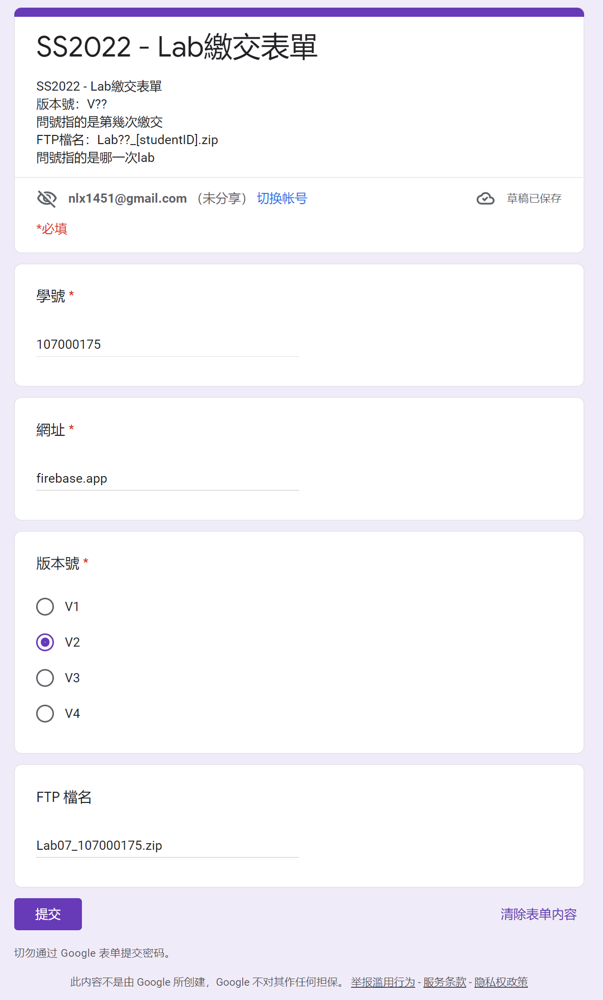 SS2022 - Lab繳交表單
SS2022 - Lab繳交表單
版本號：V??
問號指的是第幾次繳交
FTP檔名：Lab??_[studentID].zip
問號指的是哪一次lab
nlx1451@gmail.com （未分享） 切换帐号
草稿已保存
*必填
學號 *
107000175
網址 *
firebase.app
版本號 *
V1
V2
V3
V4
FTP 檔名
Lab07_107000175.zip
提交
清除表单内容
切勿通过 Google 表单提交密码。
此内容不是由 Google 所创建，Google 不对其作任何担保。 举报滥用行为 - 服务条款 - 隐私权政策